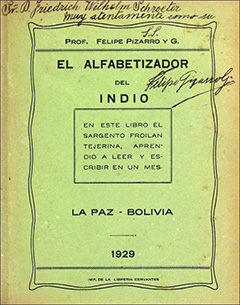 Sr. D. Friedrich Wilhelm Schroeter
muy atentamente como su
S.S.
PROF. FELIPE PIZARRO Y G.
Felipe Pizarro G.
EL ALFABETIZADOR
DEL
INDIO
EN ESTE LIBRO EL
SARGENTO FROILAN
TEJERINA, APREN-
DIO A LEER Y ES-
CRIBIR EN UN MES.
LA PAZ - BOLIVIA
1929
IMP. DE LA LIBRERIA CERVANTES